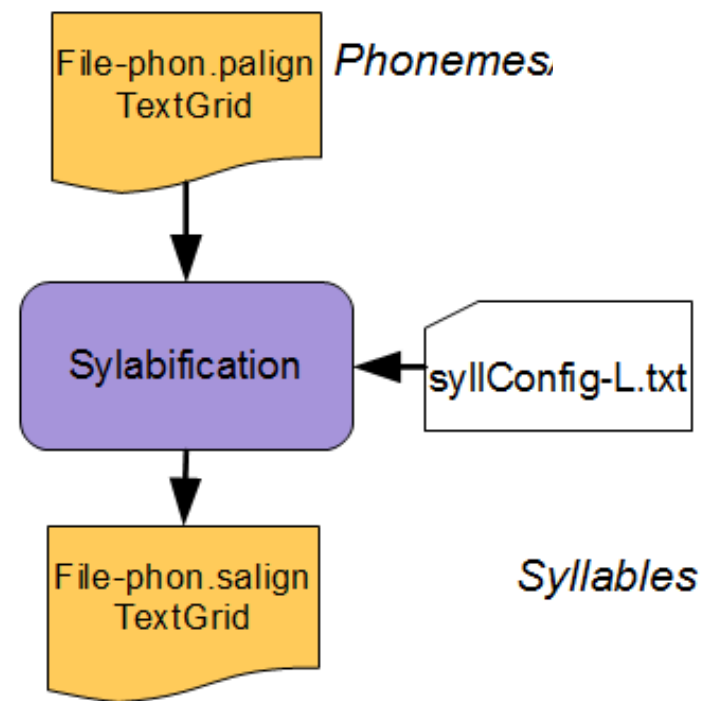 File-phon.palign
TextGrid
Phonemes/
Sylabification
syllConfig-L.txt
File-phon.salign
TextGrid
Syllables